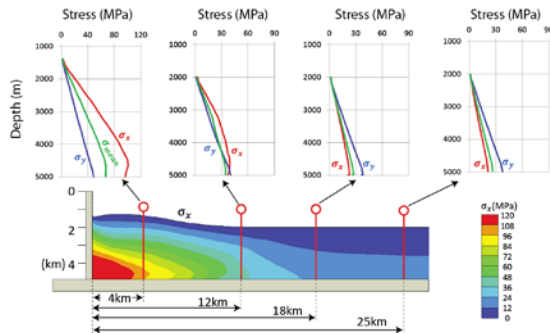 Stress (MPa) Stress (MPa) Stress (MPa) Stress (MPa)
0 40 80 120 0 30 60 90 0 30 60 90 0 30 60 90
1000 1000 1000 1000
2000 2000 2000 2000
3000 3000 3000 3000
4000 4000 4000 4000
5000 5000 5000 5000
Depth (m)
σx
σmean
σy
σy
σx
σx
σy
σx
σy
0
2
(km) 4
σx
4km
12km
18km
25km
σx(MPa)
120
108
96
84
72
60
48
36
24
12
0